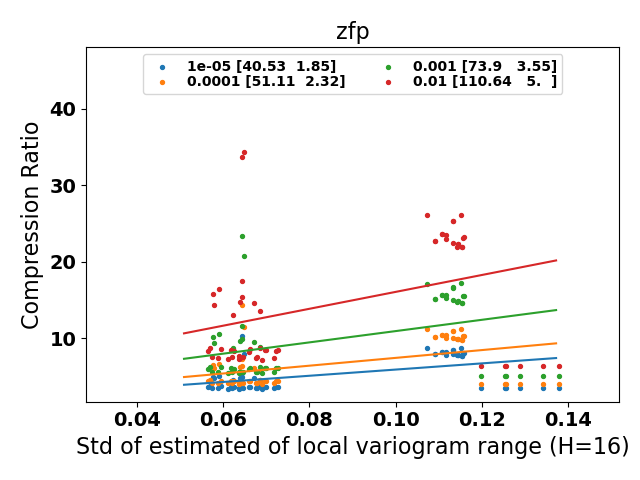 zfp
1e-05 [40.53  1.85]
0.0001 [51.11  2.32]
0.001 [73.9   3.55]
0.01 [110.64   5.  ]
Compression Ratio
40
30
20
10
0.04 0.06 0.08 0.10 0.12 0.14
Std of estimated of local variogram range (H=16)